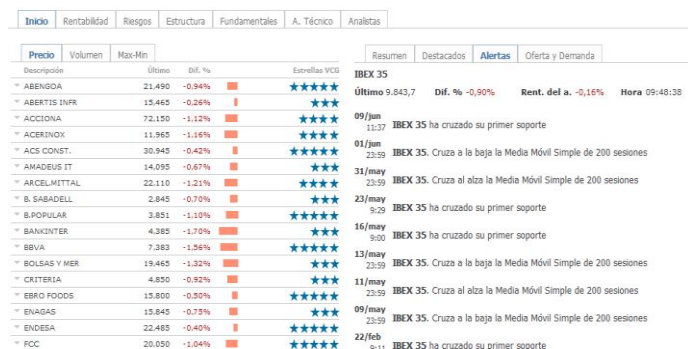 Inicio Rentabilidad Riesgos Estructura Fundamentales A. Técnico Analistas
Precio Volumen Max-Min
Descripción Último Dif. % Estrellas VCG
ABENGOA 21,490 -0,94%
ABERTIS INFR 15,465 -0,26%
ACCIONA 72,150 -1,12%
ACERINOX 11,965 -1,16%
ACS CONST. 30,945 -0,42%
AMADEUS IT 14,095 -0,67%
ARCEL.MITTAL 22,110 -1,21%
B. SABADELL 2,845 -0,70%
B.POPULAR 3,851 -1,10%
BANKINTER 4,385 -1,70%
BBVA 7,383 -1,56%
BOLSAS Y MER 19,465 -1,32%
CRITERIA 4,850 -0,92%
EBRO FOODS 15,800 -0,50%
ENAGAS 15,845 -0,75%
ENDESA 22,485 -0,40%
FCC 20,050 -1,04%
Resumen Destacados Alertas Oferta y Demanda
IBEX 35
Último 9.843,7 Dif. % -0,90% Rent. del a. -0,16% Hora 09:48:38
09/jun
11:37 IBEX 35 ha cruzado su primer soporte
01/jun
23:59 IBEX 35. Cruza a la baja la Media Móvil Simple de 200 sesiones
31/may
23:59 IBEX 35. Cruza al alza la Media Móvil Simple de 200 sesiones
23/may
9:29 IBEX 35 ha cruzado su primer soporte
16/may
9:00 IBEX 35 ha cruzado su primer soporte
13/may
23:59 IBEX 35. Cruza a la baja la Media Móvil Simple de 200 sesiones
11/may
23:59 IBEX 35. Cruza al alza la Media Móvil Simple de 200 sesiones
09/may
23:59 IBEX 35. Cruza a la baja la Media Móvil Simple de 200 sesiones
22/feb
9:11 IBEX 35 ha cruzado su primer soporte